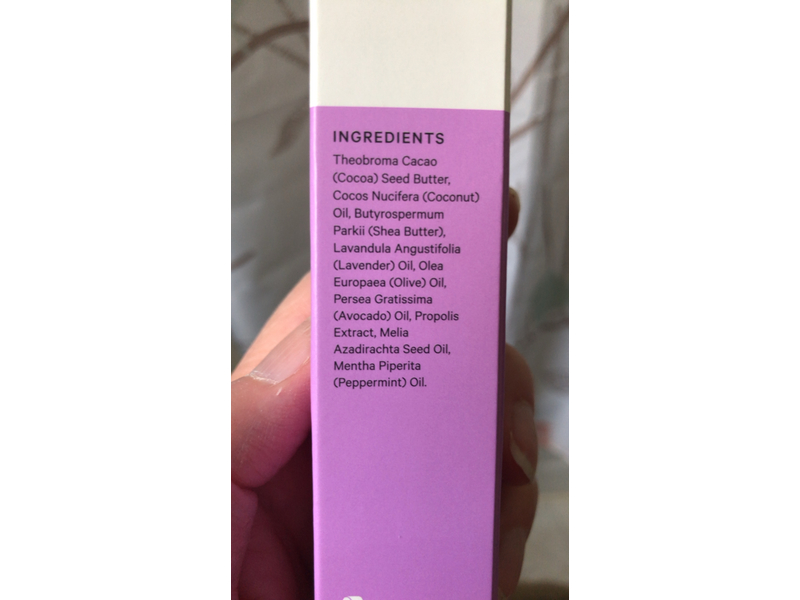 INGREDIENTS
Theobroma Cacao
(Cocoa) Seed Butter,
Cocos Nucifera (Coconut)
Oil, Butyrospermum
Parkii (Shea Butter),
Lavandula Angustifolia
(Lavender) Oil, Olea
Europaea (Olive) Oil,
Persea Gratissima
(Avocado) Oil, Propolis
Extract, Melia
Azadirachta Seed Oil,
Mentha Piperita
(Peppermint) Oil.